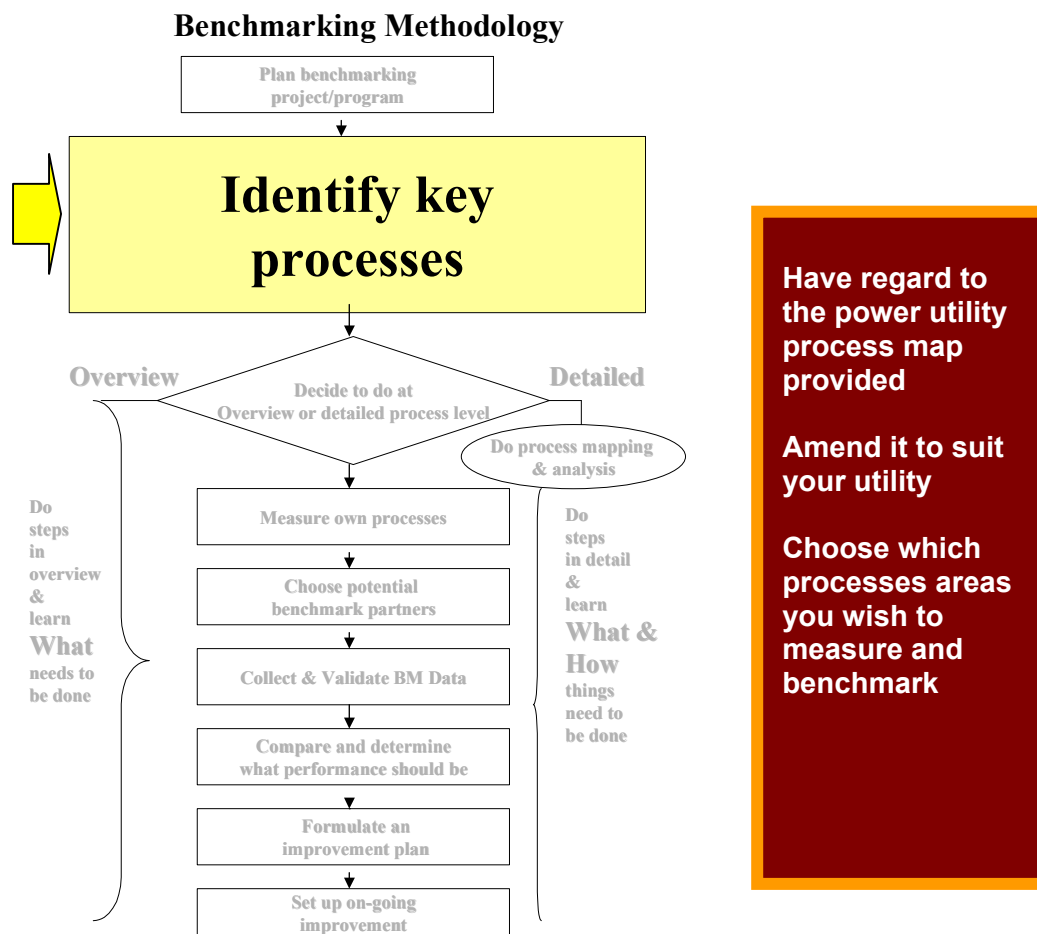 Benchmarking Methodology
Plan benchmarking
project/program
Identify key
processes
Overview
Detailed
Decide to do at
Overview or detailed process level
Do process mapping
& analysis
Measure own processes
Choose potential
benchmark partners
Collect & Validate BM Data
Compare and determine
what performance should be
Formulate an
improvement plan
Set up on-going
improvement
Do
steps
in
overview
&
learn
What
needs to
be done
Do
steps
in detail
&
learn
What &
How
things
need to
be done
Have regard to
the power utility
process map
provided
Amend it to suit
your utility
Choose which
processes areas
you wish to
measure and
benchmark